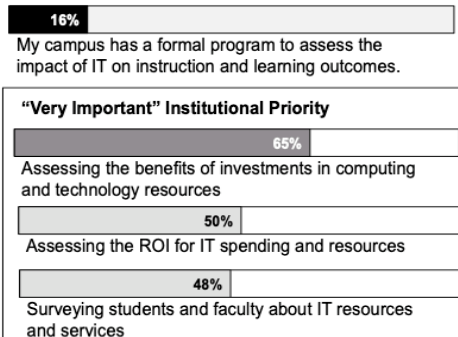 16%
My campus has a formal program to assess the
impact of IT on instruction and learning outcomes.
“Very Important” Institutional Priority
65%
Assessing the benefits of investments in computing
and technology resources
50%
Assessing the ROI for IT spending and resources
48%
Surveying students and faculty about IT resources
and services